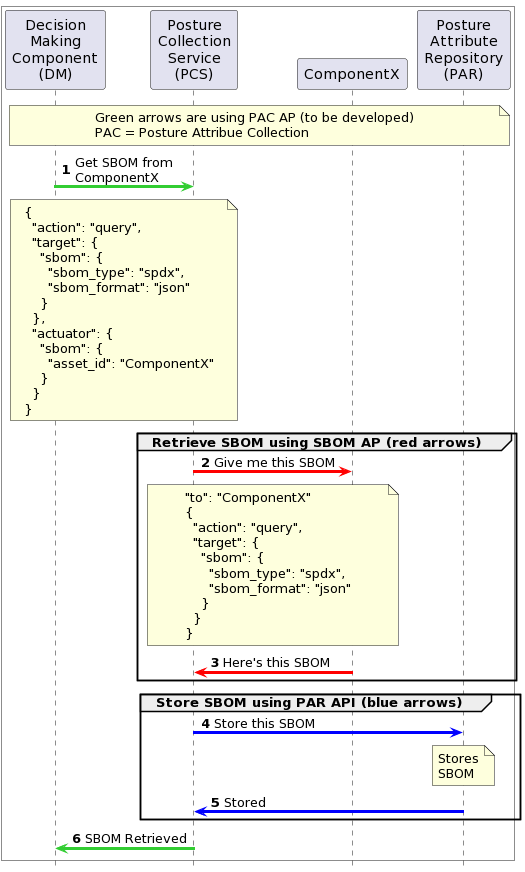 Decision
Making
Component
(DM)
Posture
Collection
Service
(PCS)
ComponentX
Posture
Attribute
Repository
(PAR)
Green arrows are using PAC AP (to be developed)
PAC = Posture Attribue Collection
1 Get SBOM from
ComponentX
{
"action": "query",
"target": {
"sbom": {
"sbom_type": "spdx",
"sbom_format": "json"
}
},
"actuator": {
"sbom": {
"asset_id": "ComponentX"
}
}
}
Retrieve SBOM using SBOM AP (red arrows)
2 Give me this SBOM
"to": "ComponentX"
{
"action": "query",
"target": {
"sbom": {
"sbom_type": "spdx",
"sbom_format": "json"
}
}
}
3 Here's this SBOM
Store SBOM using PAR API (blue arrows)
4 Store this SBOM
Stores
SBOM
5 Stored
6 SBOM Retrieved